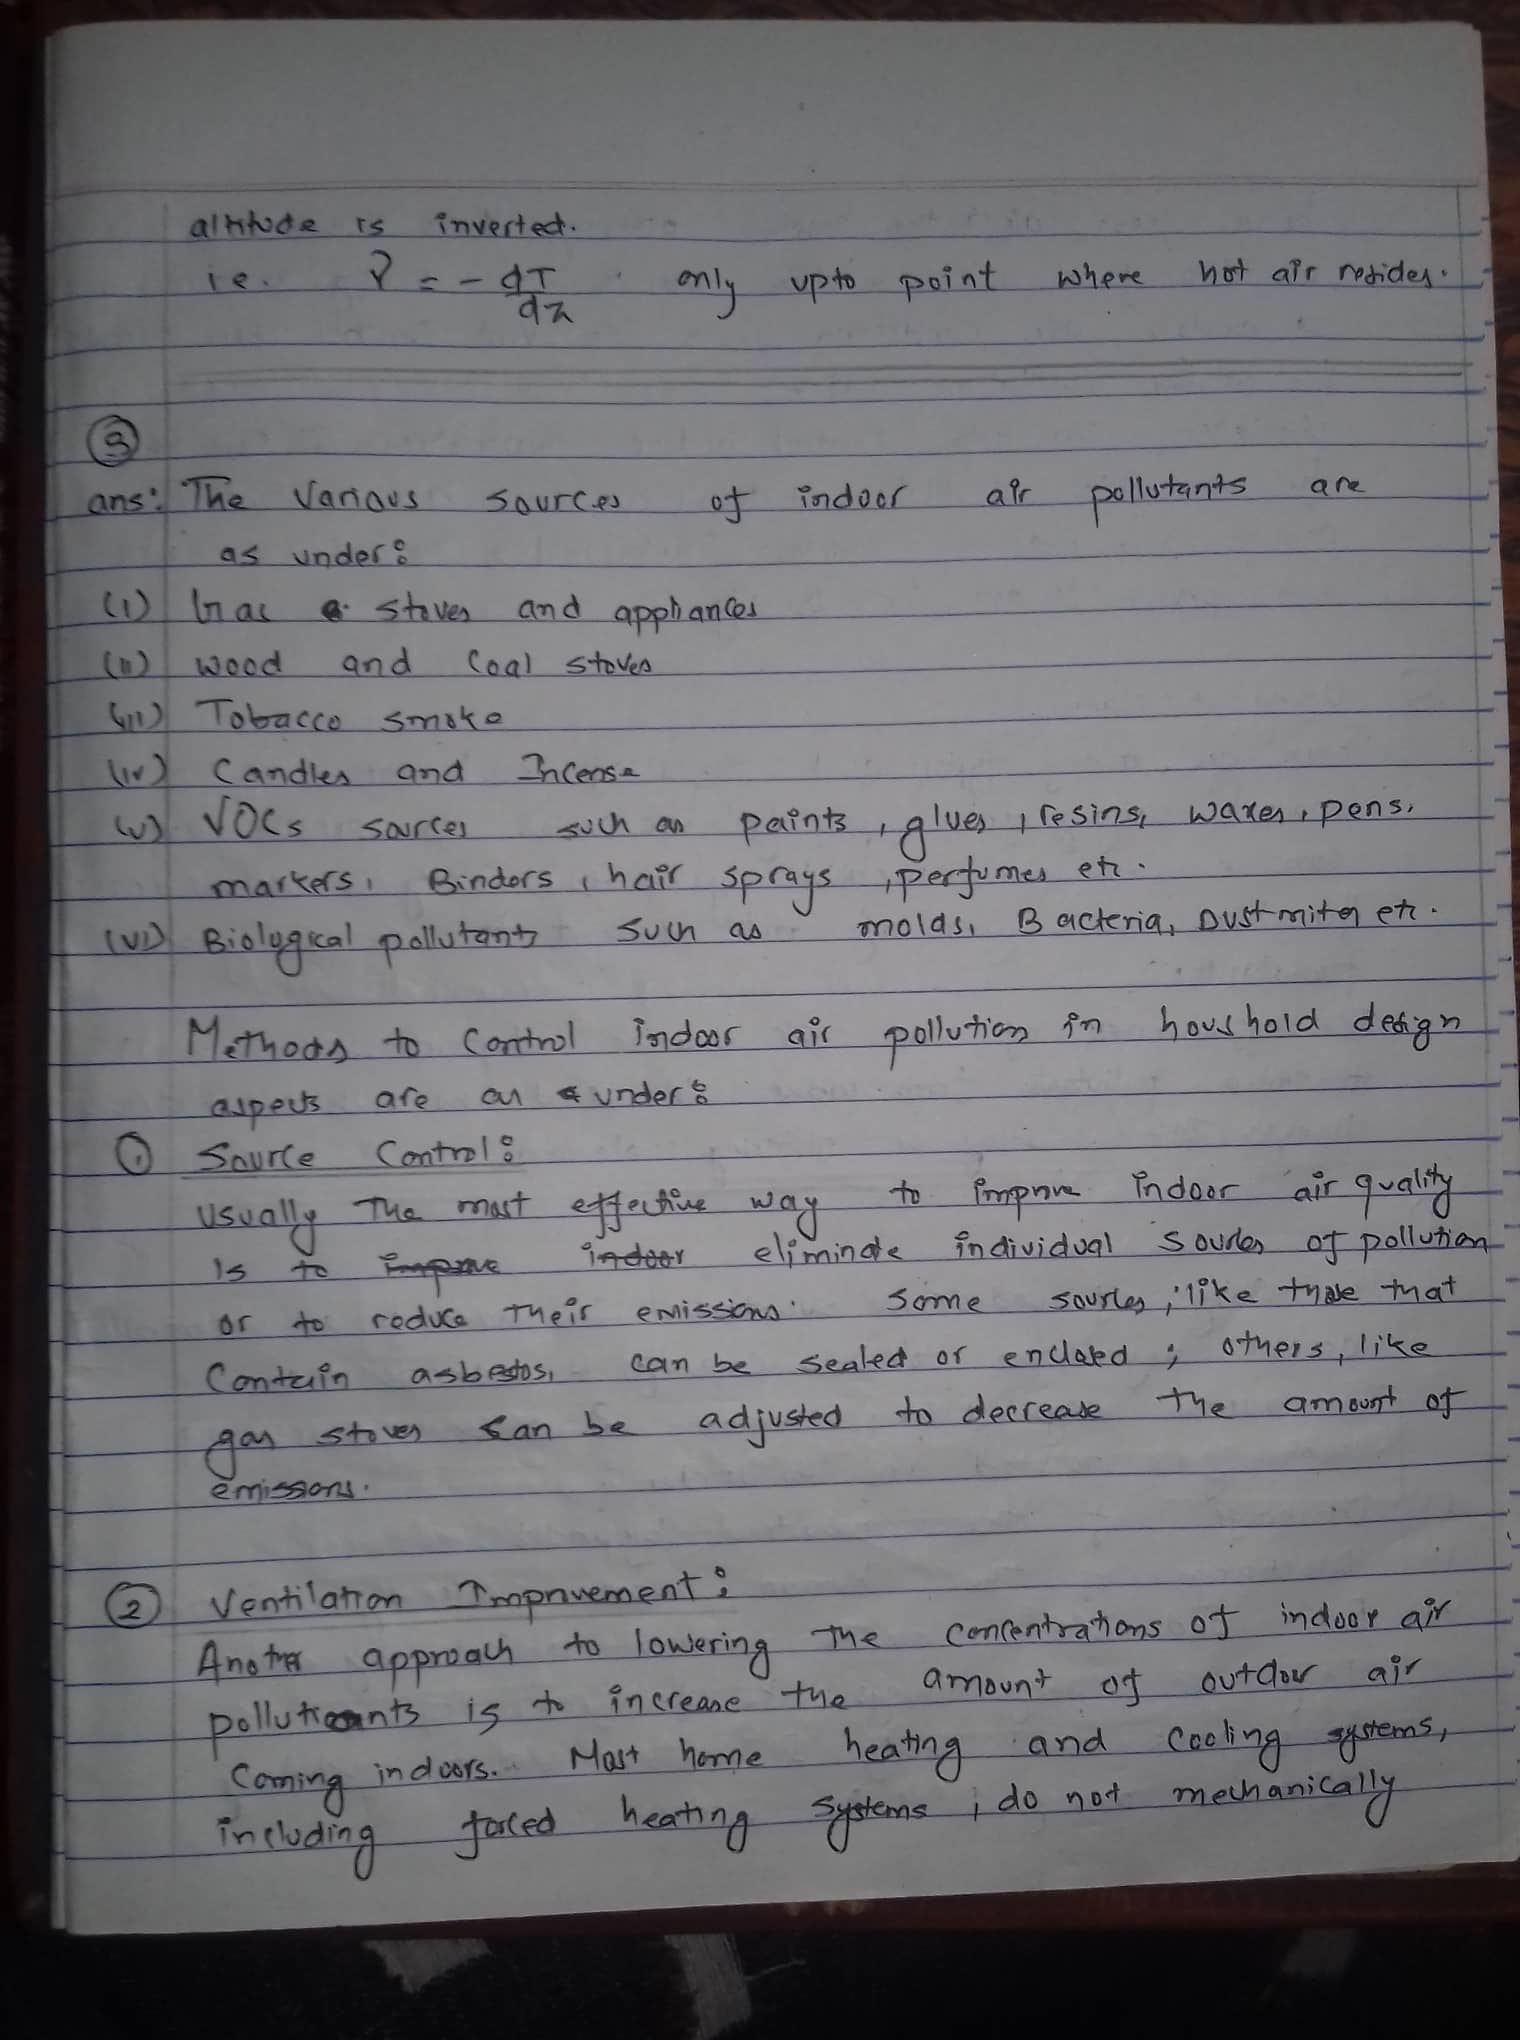 altitude is inverted.
i.e. γ = - dT/dz only upto point where hot air resides.
3
ans: The various sources of indoor air pollutants are
as under:
(i) Gas stoves and appliances
(ii) wood and coal stoves
(iii) Tobacco smoke
(iv) Candles and Incense
(v) VOCs sources such as paints, glues, resins, waxes, pens,
markers, Binders, hair sprays, perfumes etc.
(vi) Biological pollutants such as molds, Bacteria, Dustmites etc.
Methods to control indoor air pollution in houshold design
aspects are as under:
① Source Control:
Usually the most effective way to improve indoor air quality
is to improve indoor eliminate individual sources of pollution
or to reduce their emissions. Some sources, like those that
contain asbestos, can be sealed or enclosed; others, like
gas stoves can be adjusted to decrease the amount of
emissions.
② Ventilation Improvement:
Another approach to lowering the concentrations of indoor air
pollutants is to increase the amount of outdoor air
coming indoors. Most home heating and cooling systems,
including forced heating systems, do not mechanically